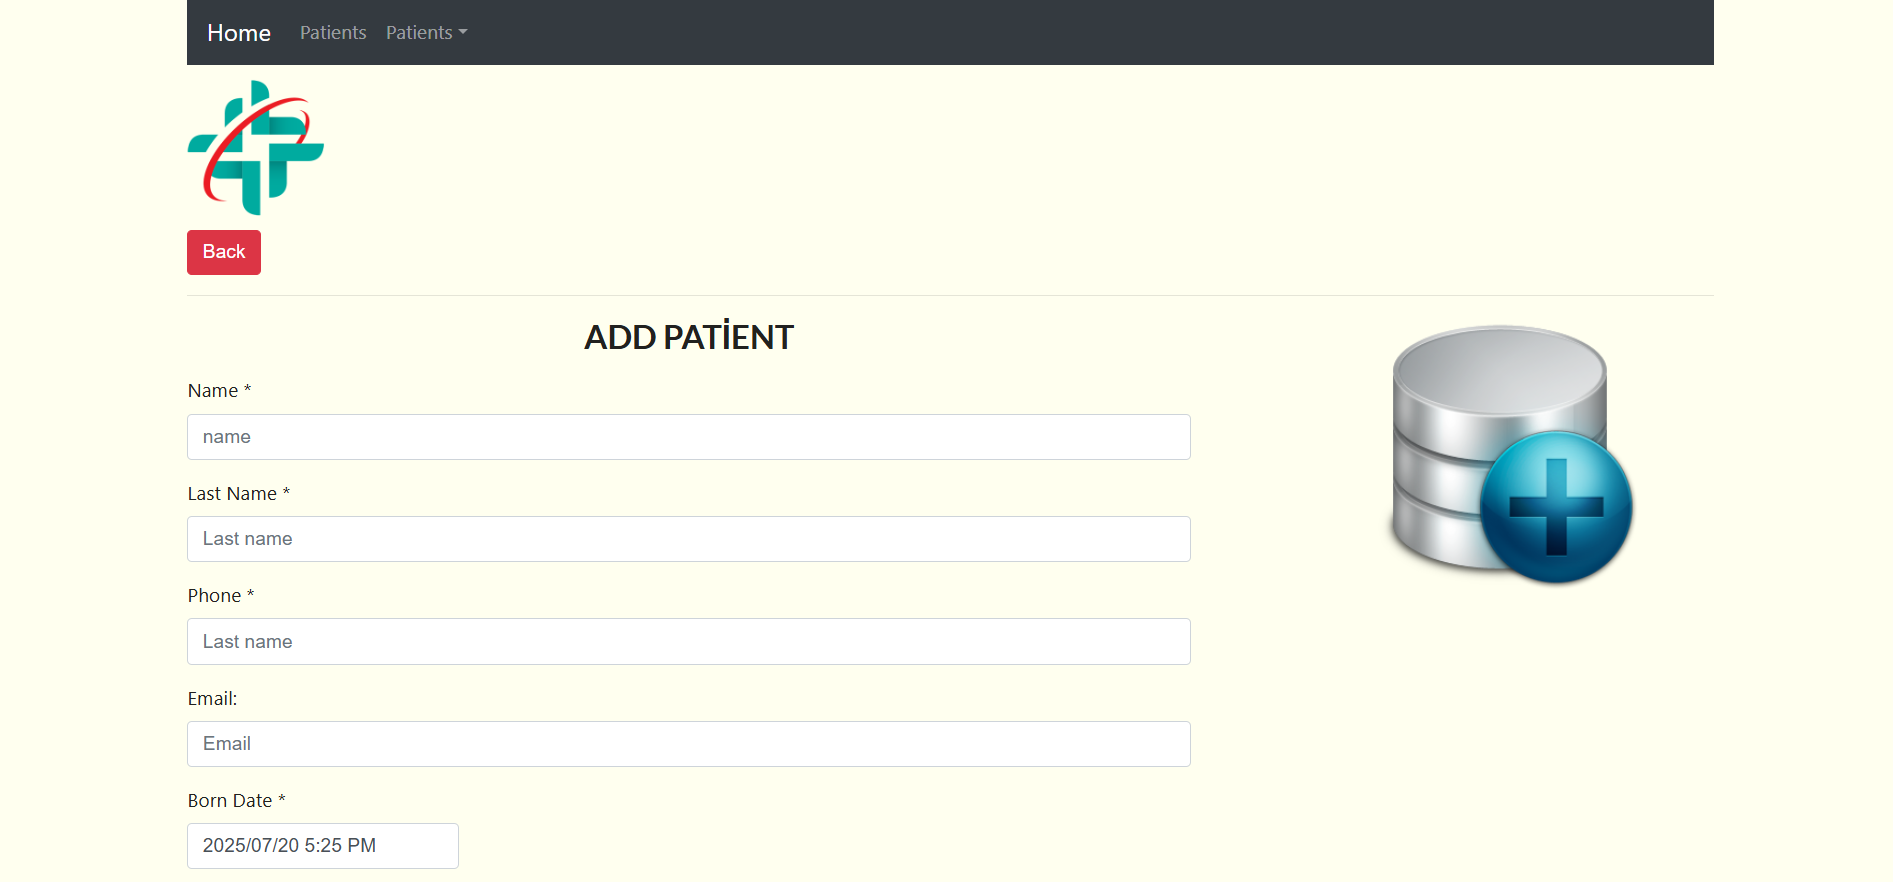 Home Patients Patients
Back
ADD PATİENT
Name *
name
Last Name *
Last name
Phone *
Last name
Email:
Email
Born Date *
2025/07/20 5:25 PM